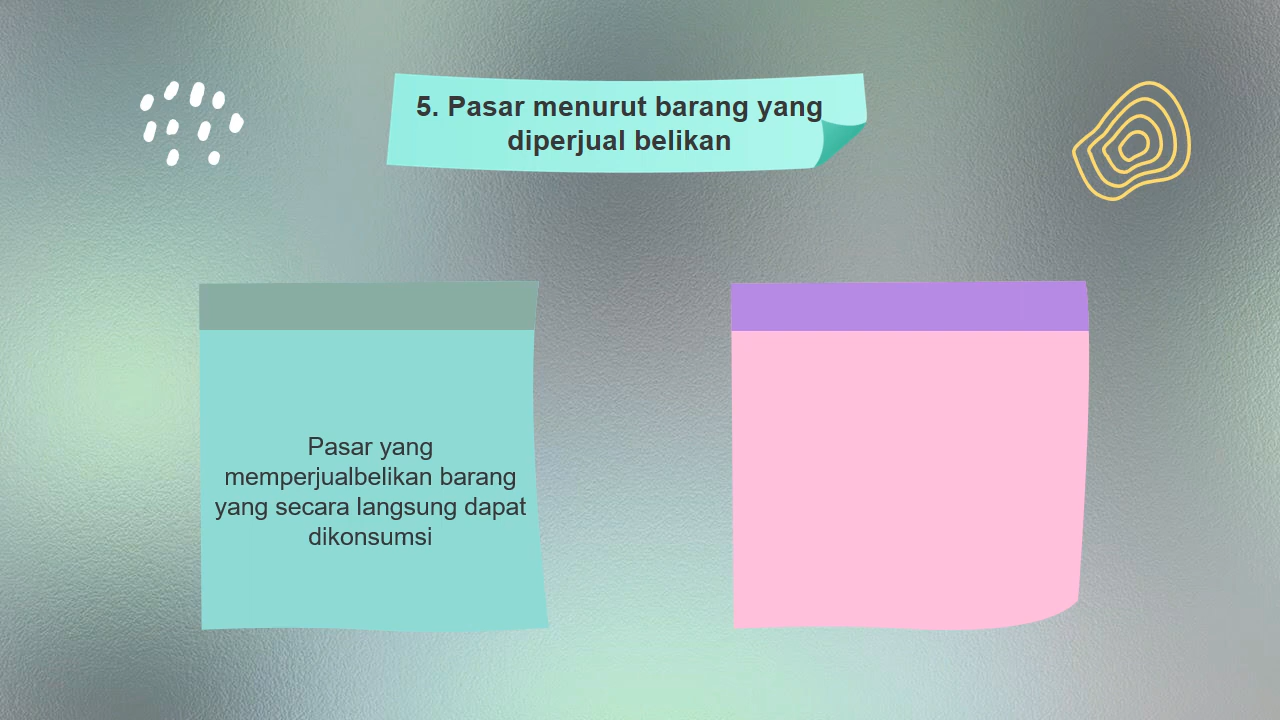 5. Pasar menurut barang yang
diperjual belikan
Pasar yang
memperjualbelikan barang
yang secara langsung dapat
dikonsumsi